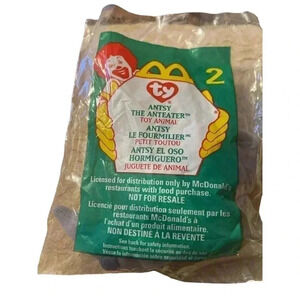 2
ty
ANTSY
THE ANTEATER™
TOY ANIMAL
ANTSY
LE FOURMILIER™
PETIT TOUTOU
ANTSY EL OSO
HORMIGUERO™
JUGUETE DE ANIMAL
Licensed for distribution only by McDonald's
restaurants with food purchase.
NOT FOR RESALE
Licencié pour distribution seulement par les
restaurants McDonald's à
l'achat d'un produit alimentaire.
NON DESTINÉ À LA REVENTE
See back for safety information.